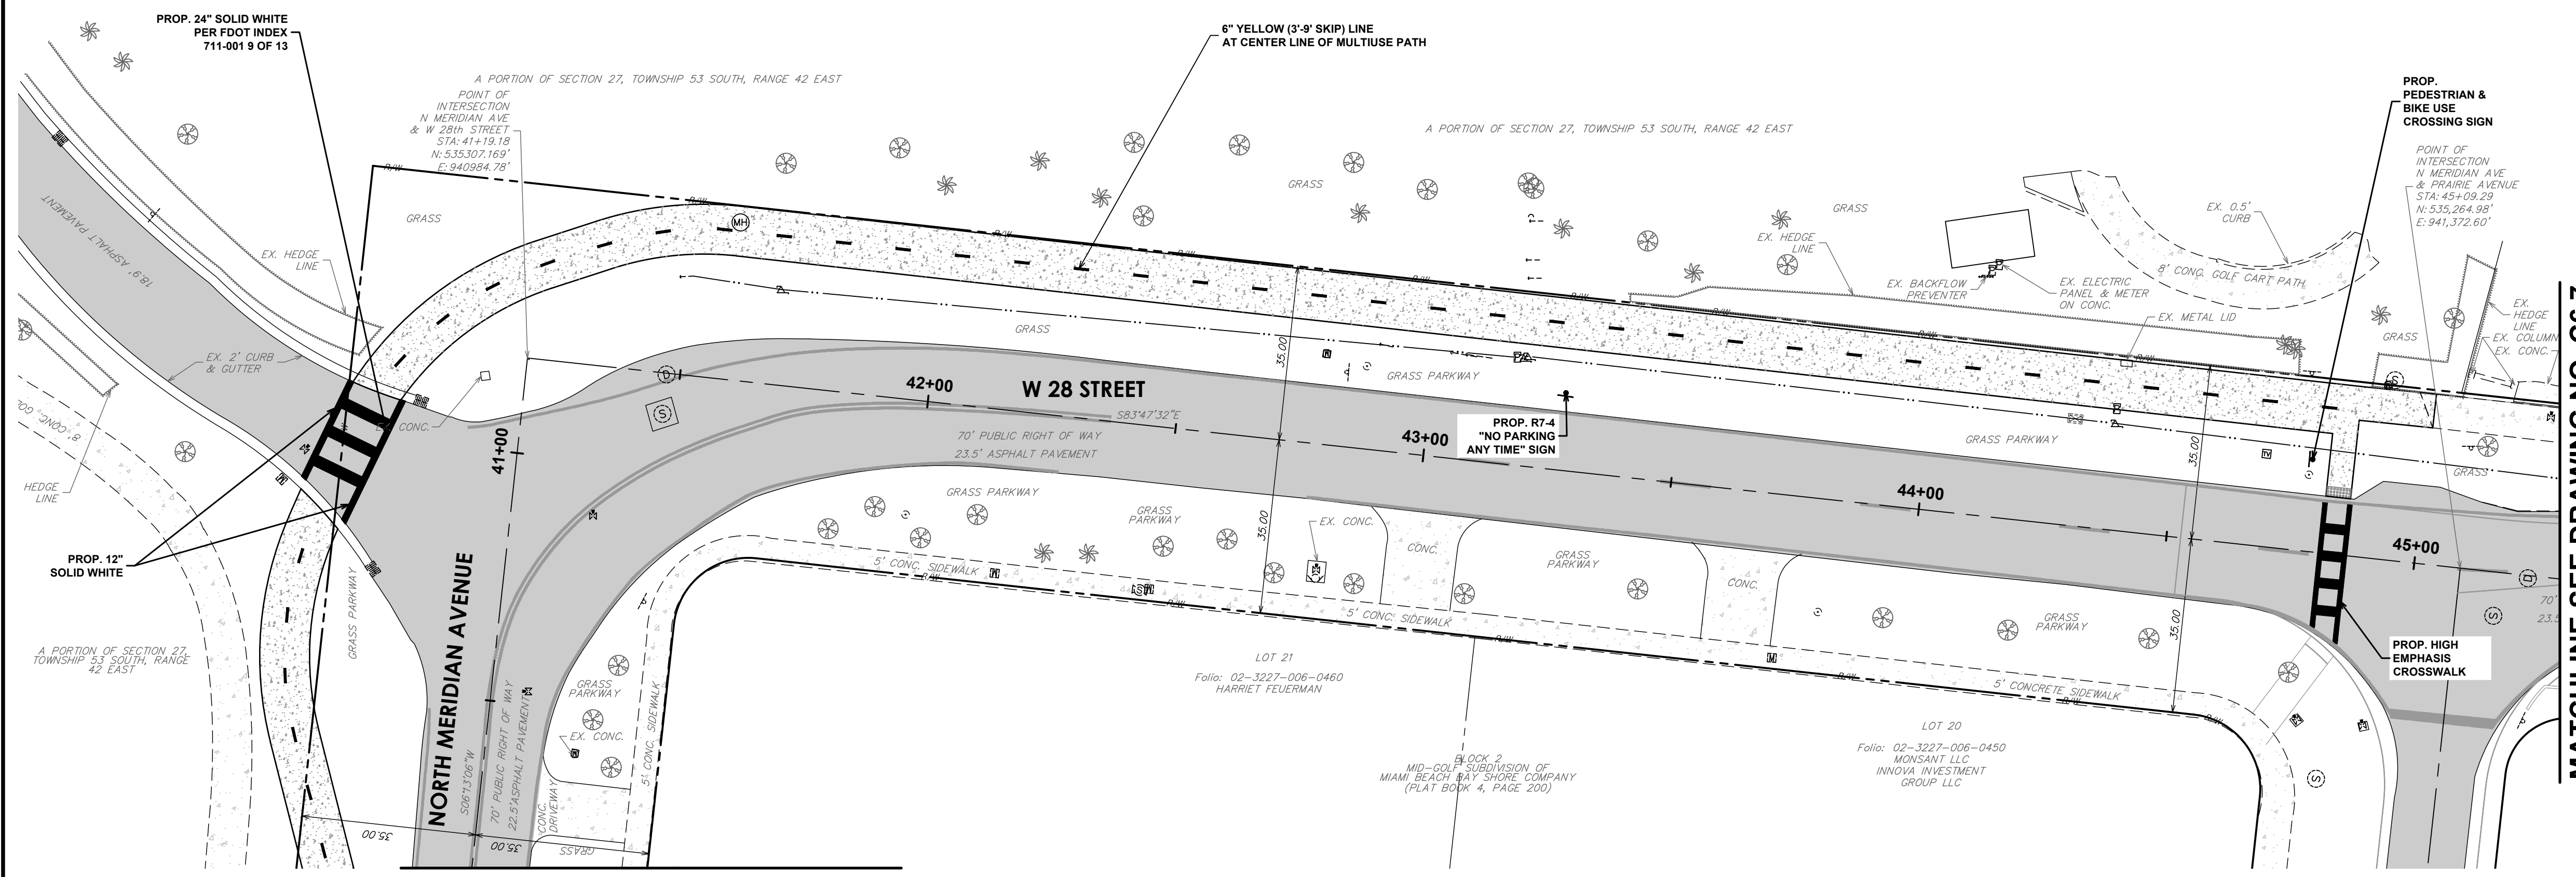 PROP. 24" SOLID WHITE
PER FDOT INDEX
711-001 9 OF 13
6" YELLOW (3'-9' SKIP) LINE
AT CENTER LINE OF MULTIUSE PATH
PROP.
PEDESTRIAN &
BIKE USE
CROSSING SIGN
A PORTION OF SECTION 27, TOWNSHIP 53 SOUTH, RANGE 42 EAST
POINT OF
INTERSECTION
N MERIDIAN AVE
& W 28th STREET
STA: 41+19.18
N: 535307.169'
E: 940984.78'
A PORTION OF SECTION 27, TOWNSHIP 53 SOUTH, RANGE 42 EAST
POINT OF
INTERSECTION
N MERIDIAN AVE
& PRAIRIE AVENUE
STA: 45+09.29
N: 535,264.98'
E: 941,372.60'
R/W
GRASS
R/W
MH
GRASS
GRASS
EX. 0.5'
CURB
18.9' ASPHALT PAVEMENT
EX. HEDGE
LINE
R/W
R/W
R/W
R/W
EX. HEDGE
LINE
8' CONC. GOLF CART PATH
EX. BACKFLOW
PREVENTER
EX. ELECTRIC
PANEL & METER
ON CONC.
EX. METAL LID
R/W
R/W
R/W
GRASS
EX.
HEDGE
LINE
EX. COLUMN
EX. CONC.
GRASS
35.00
GRASS PARKWAY
EX. 2' CURB
& GUTTER
D
S
42+00
W 28 STREET
S83°47'32"E
70' PUBLIC RIGHT OF WAY
23.5' ASPHALT PAVEMENT
CONC.
41+00
43+00
PROP. R7-4
"NO PARKING
ANY TIME" SIGN
GRASS PARKWAY
35.00
TV
S
GRASS
8' CONC. GOL
HEDGE
LINE
44+00
GRASS PARKWAY
GRASS
PARKWAY
35.00
EX. CONC.
CONC.
GRASS
PARKWAY
CONC.
45+00
D
70'
23.5
S
PROP. 12"
SOLID WHITE
5' CONC. SIDEWALK
R/W
R/W
5' CONC. SIDEWALK
R/W
GRASS
PARKWAY
35.00
PROP. HIGH
EMPHASIS
CROSSWALK
NORTH MERIDIAN AVENUE
GRASS PARKWAY
A PORTION OF SECTION 27,
TOWNSHIP 53 SOUTH, RANGE
42 EAST
GRASS
PARKWAY
5' CONC. SIDEWALK
LOT 21
Folio: 02-3227-006-0460
HARRIET FEUERMAN
R/W
5' CONCRETE SIDEWALK
R/W
R/W
S06°13'06"W
70' PUBLIC RIGHT OF WAY
22.5' ASPHALT PAVEMENT
EX. CONC.
CONC.
DRIVEWAY
GRASS
35.00
35.00
BLOCK 2
MID-GOLF SUBDIVISION OF
MIAMI BEACH BAY SHORE COMPANY
(PLAT BOOK 4, PAGE 200)
LOT 20
Folio: 02-3227-006-0450
MONSANT LLC
INNOVA INVESTMENT
GROUP LLC
S